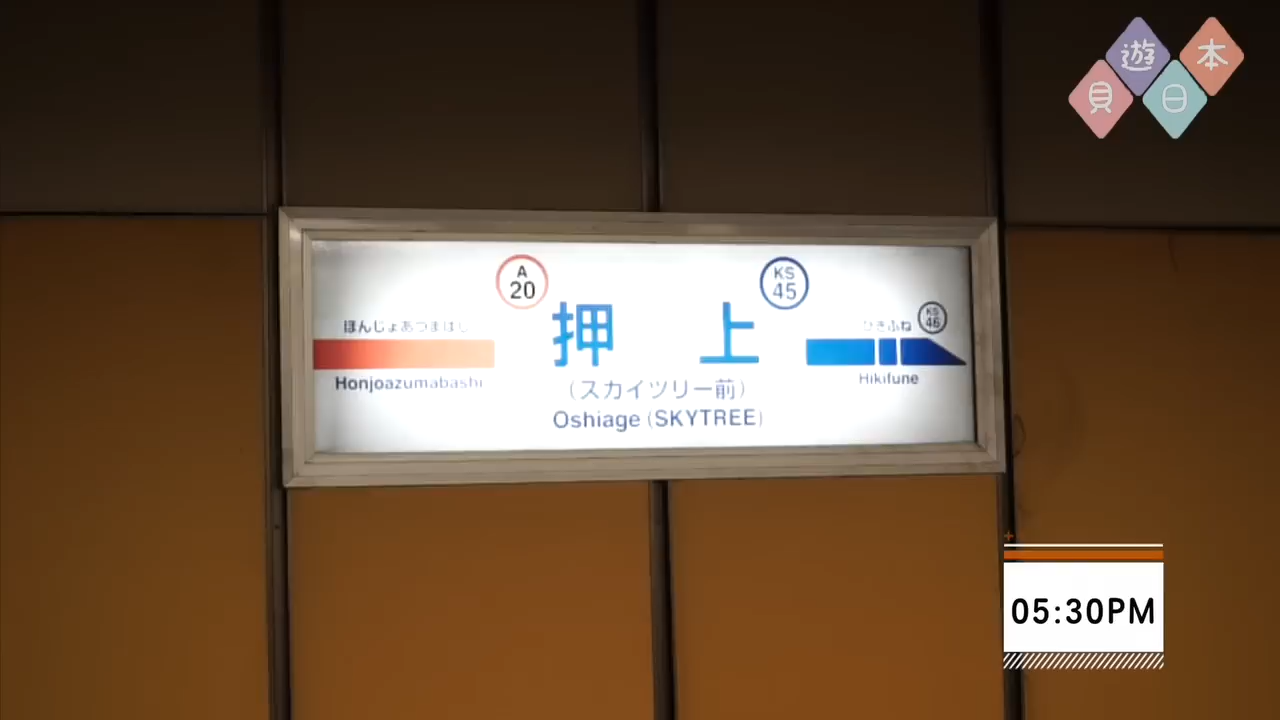 遊 本
貝 日
A
20
KS
45
押上
KS
46
ほんじょあづまばし
ひきふね
Honjoazumabashi
(スカイツリー前)
Hikifune
Oshiage (SKYTREE)
05:30PM